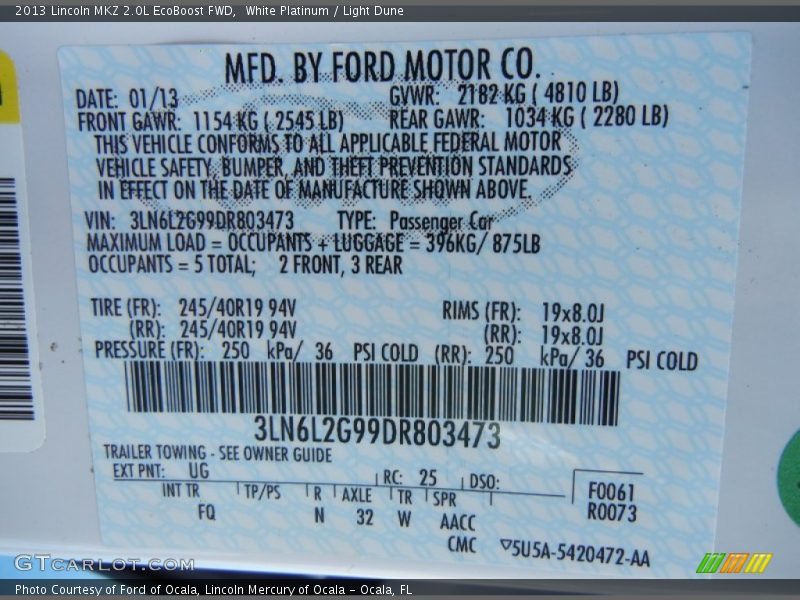 2013 Lincoln MKZ 2.0L EcoBoost FWD, White Platinum / Light Dune
MFD. BY FORD MOTOR CO.
DATE: 01/13 GVWR: 2182 KG ( 4810 LB)
FRONT GAWR: 1154 KG ( 2545 LB) REAR GAWR: 1034 KG ( 2280 LB)
THIS VEHICLE CONFORMS TO ALL APPLICABLE FEDERAL MOTOR
VEHICLE SAFETY, BUMPER, AND THEFT PREVENTION STANDARDS
IN EFFECT ON THE DATE OF MANUFACTURE SHOWN ABOVE.
VIN: 3LN6L2G99DR803473 TYPE: Passenger Car
MAXIMUM LOAD = OCCUPANTS + LUGGAGE = 396KG/ 875LB
OCCUPANTS = 5 TOTAL; 2 FRONT, 3 REAR
TIRE (FR): 245/40R19 94V RIMS (FR): 19x8.0J
(RR): 245/40R19 94V (RR): 19x8.0J
PRESSURE (FR): 250 kPa/ 36 PSI COLD (RR): 250 kPa/ 36 PSI COLD
3LN6L2G99DR803473
TRAILER TOWING - SEE OWNER GUIDE
EXT PNT: UG RC: 25 DSO:
INT TR TP/PS R AXLE TR SPR F0061
FQ N 32 W AACC R0073
CMC ▽5U5A-5420472-AA
GTCarLot.com
Photo Courtesy of Ford of Ocala, Lincoln Mercury of Ocala - Ocala, FL